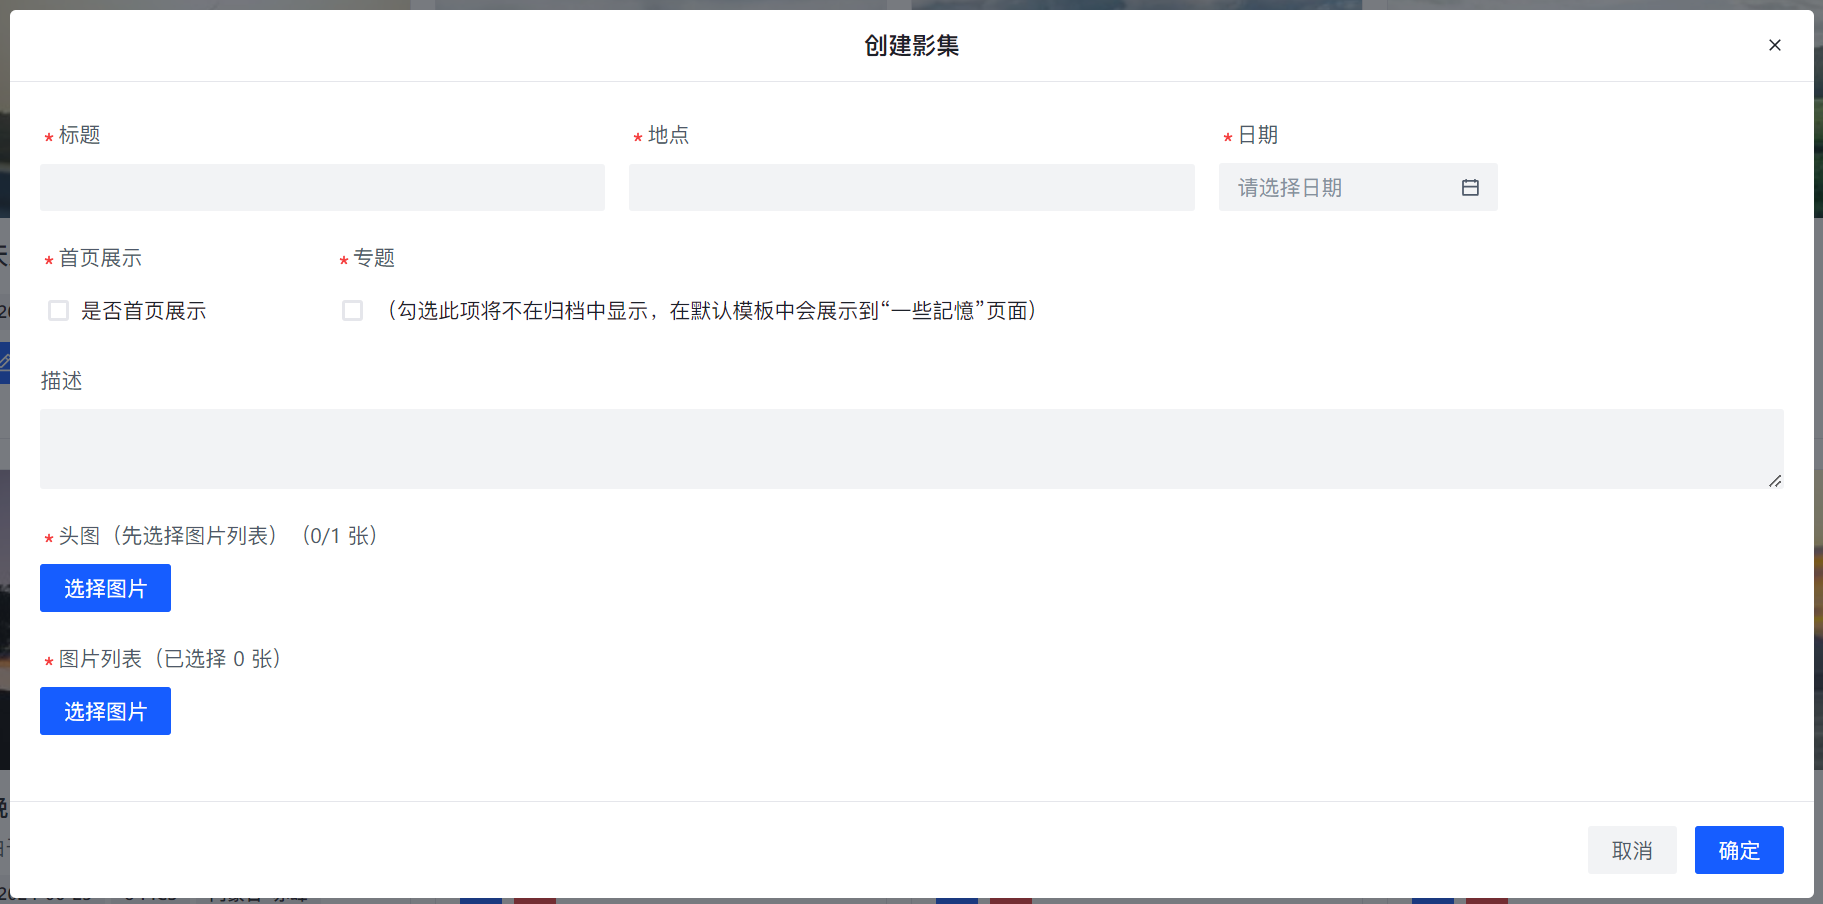 创建影集
* 标题
* 地点
* 日期
请选择日期
* 首页展示
* 专题
是否首页展示
（勾选此项将不在归档中显示，在默认模板中会展示到“一些記憶”页面）
描述
* 头图（先选择图片列表）（0/1 张）
选择图片
* 图片列表（已选择 0 张）
选择图片
取消
确定